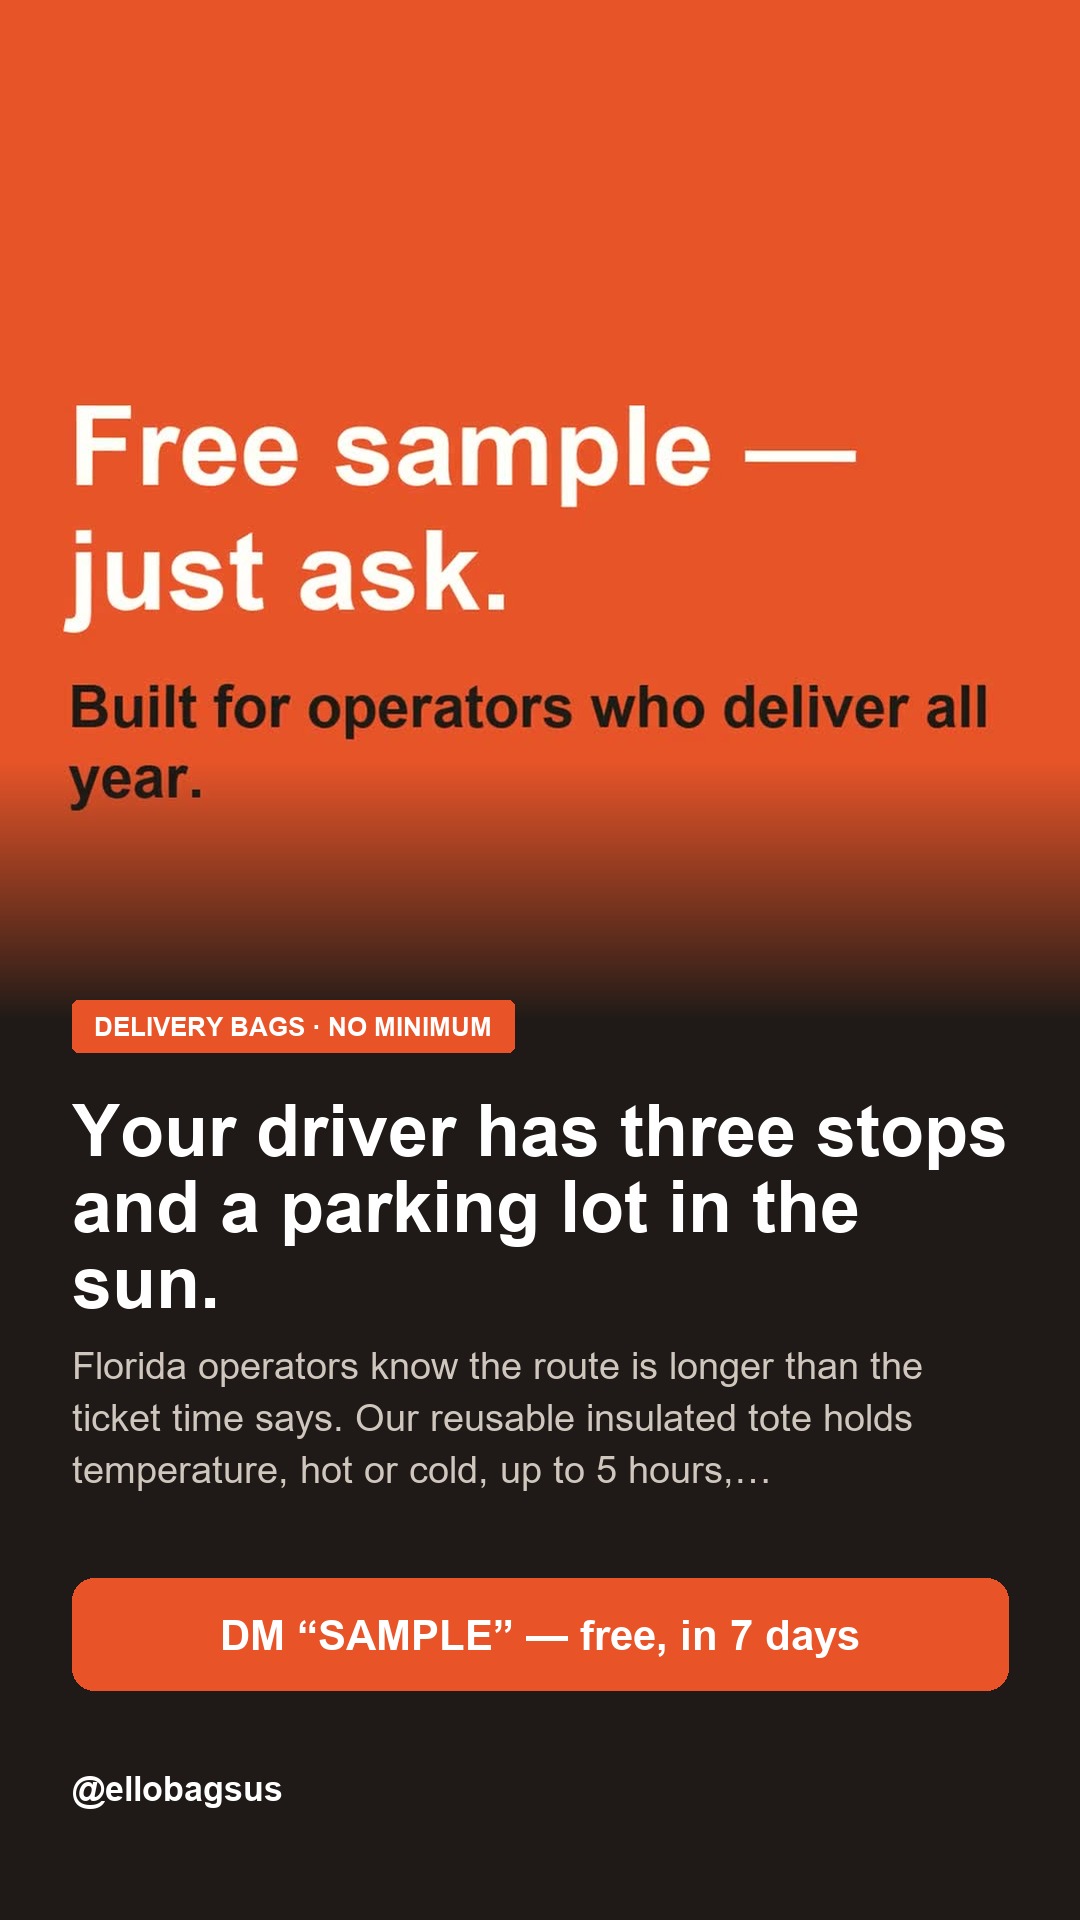 Free sample —
just ask.
Built for operators who deliver all
year.
DELIVERY BAGS · NO MINIMUM
Your driver has three stops
and a parking lot in the
sun.
Florida operators know the route is longer than the
ticket time says. Our reusable insulated tote holds
temperature, hot or cold, up to 5 hours,…
DM “SAMPLE” — free, in 7 days
@ellobagsus